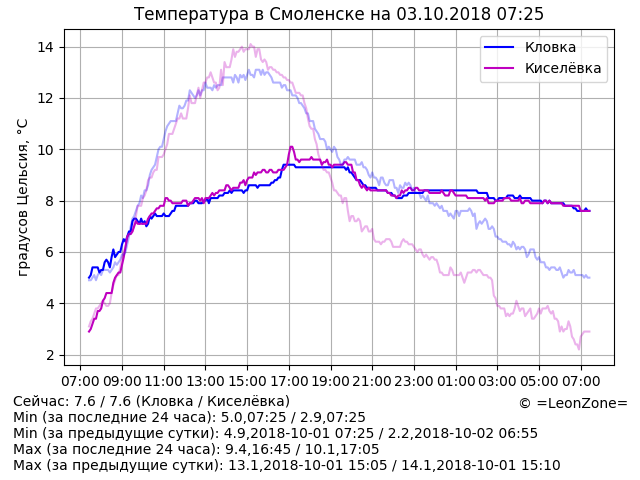 Температура в Смоленске на 03.10.2018 07:25
градусов Цельсия, °C
14
12
10
8
6
4
2
Кловка
Киселёвка
07:00 09:00 11:00 13:00 15:00 17:00 19:00 21:00 23:00 01:00 03:00 05:00 07:00
Сейчас: 7.6 / 7.6 (Кловка / Киселёвка)
© =LeonZone=
Min (за последние 24 часа): 5.0,07:25 / 2.9,07:25
Min (за предыдущие сутки): 4.9,2018-10-01 07:25 / 2.2,2018-10-02 06:55
Max (за последние 24 часа): 9.4,16:45 / 10.1,17:05
Max (за предыдущие сутки): 13.1,2018-10-01 15:05 / 14.1,2018-10-01 15:10